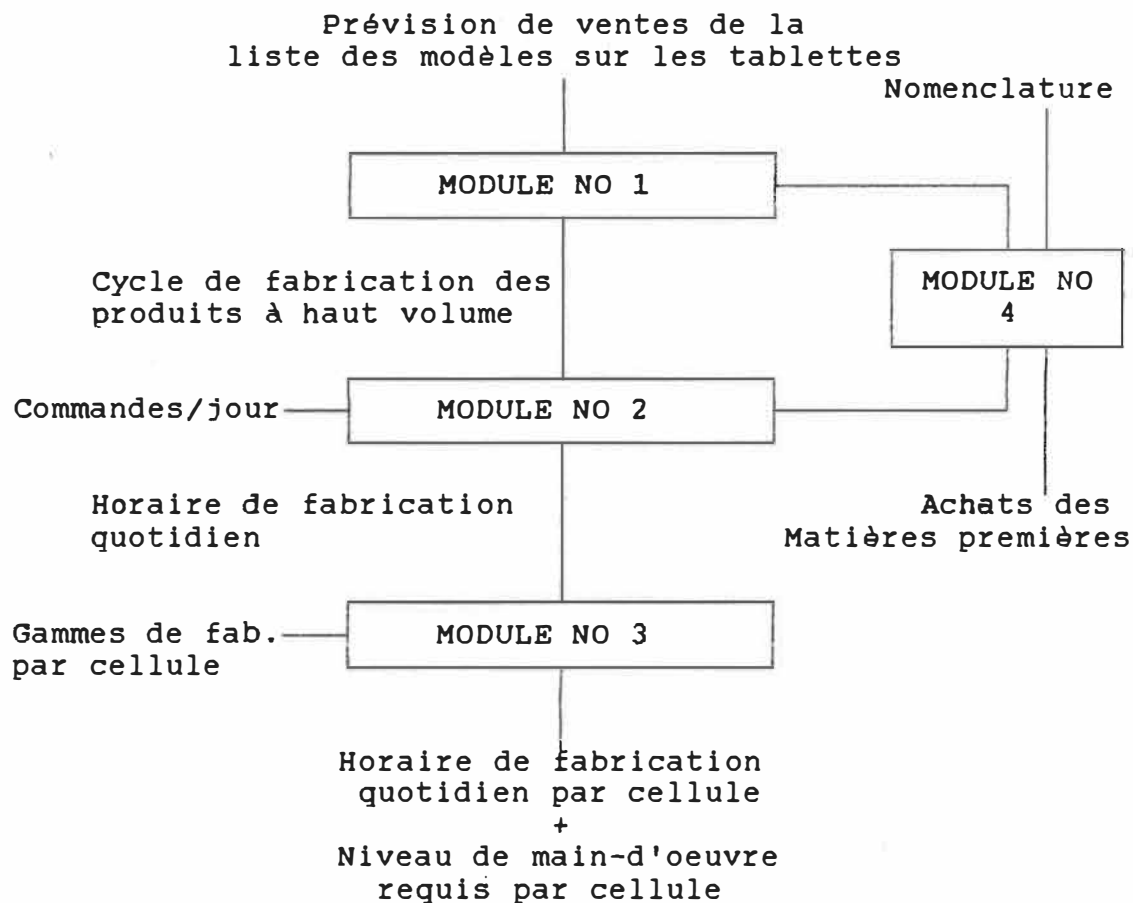 Prévision de ventes de la
liste des modèles sur les tablettes
Nomenclature
MODULE NO 1
Cycle de fabrication des
produits à haut volume
MODULE NO
4
Commandes/jour
MODULE NO 2
Horaire de fabrication
quotidien
Achats des
Matières premières
Gammes de fab.
par cellule
MODULE NO 3
Horaire de fabrication
quotidien par cellule
+
Niveau de main-d'oeuvre
requis par cellule